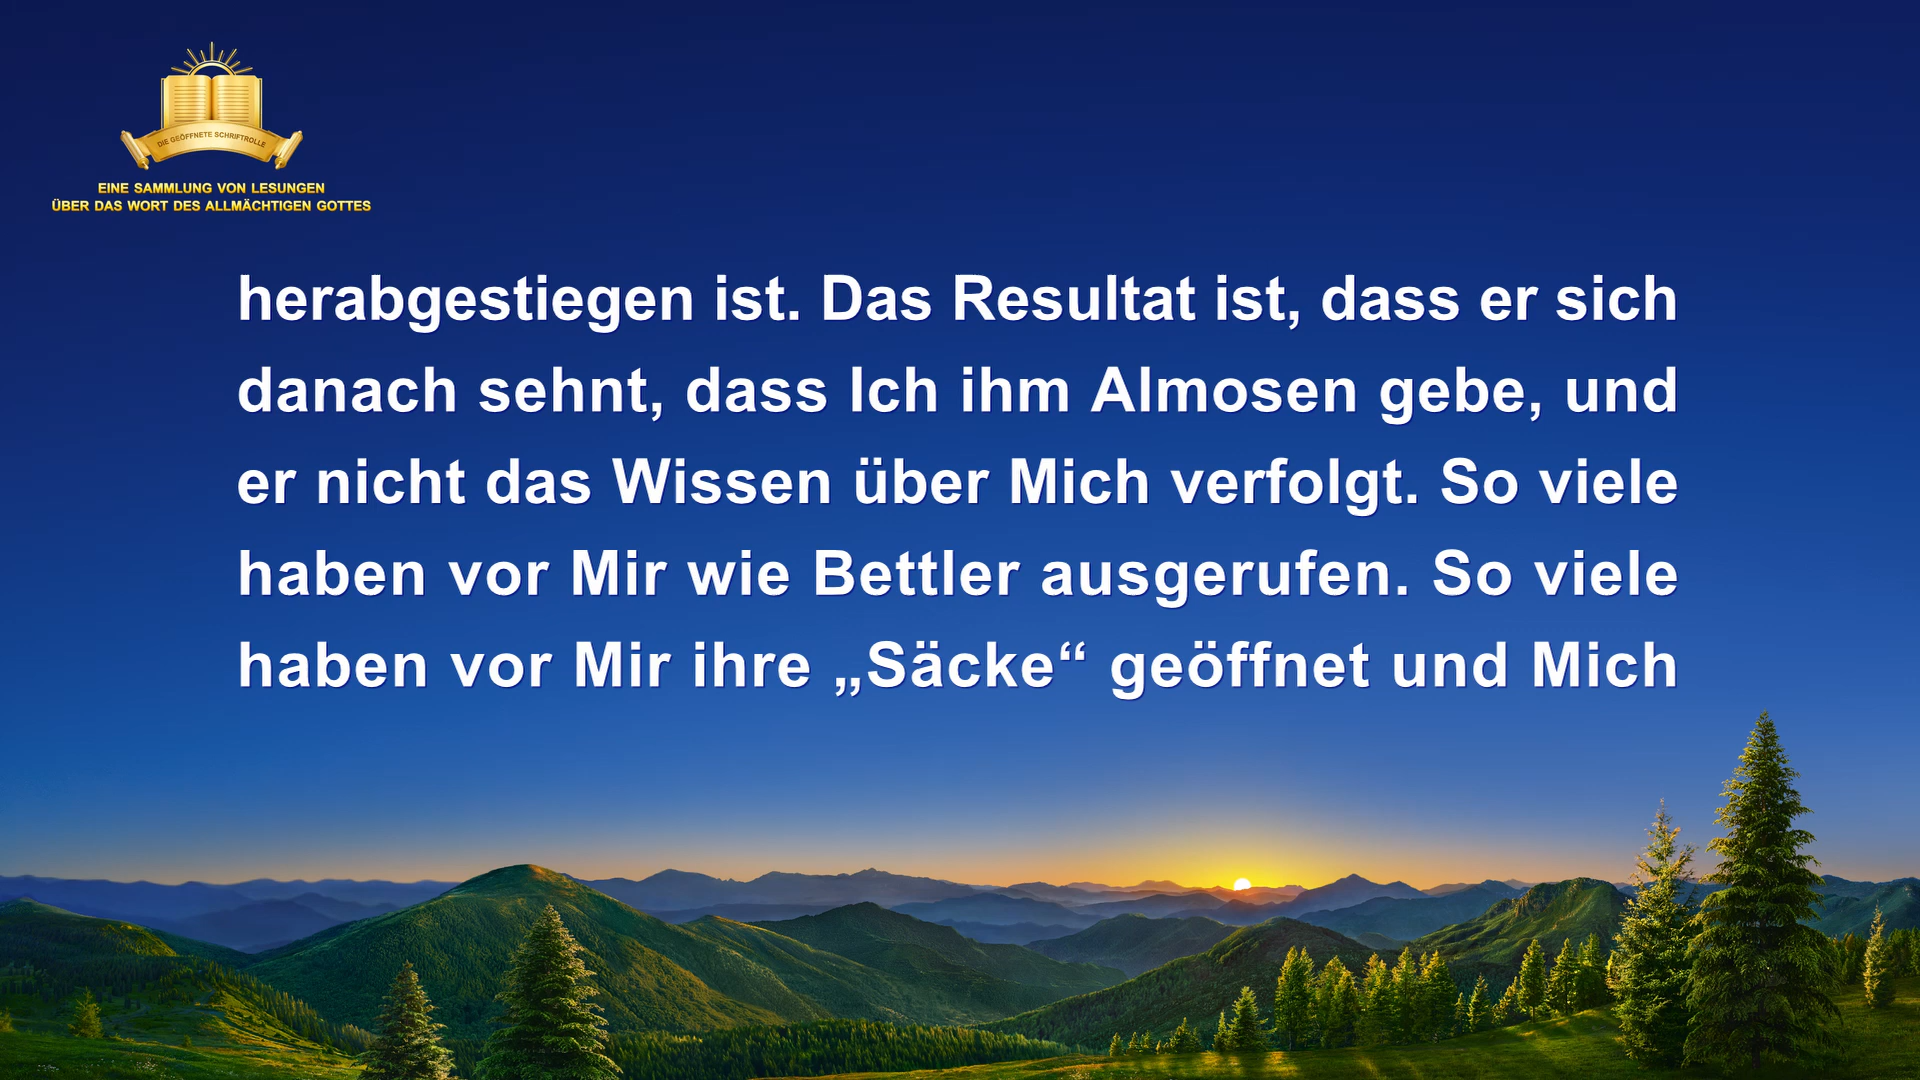 DIE GEÖFFNETE SCHRIFTROLLE
EINE SAMMLUNG VON LESUNGEN
ÜBER DAS WORT DES ALLMÄCHTIGEN GOTTES
herabgestiegen ist. Das Resultat ist, dass er sich
danach sehnt, dass Ich ihm Almosen gebe, und
er nicht das Wissen über Mich verfolgt. So viele
haben vor Mir wie Bettler ausgerufen. So viele
haben vor Mir ihre „Säcke“ geöffnet und Mich